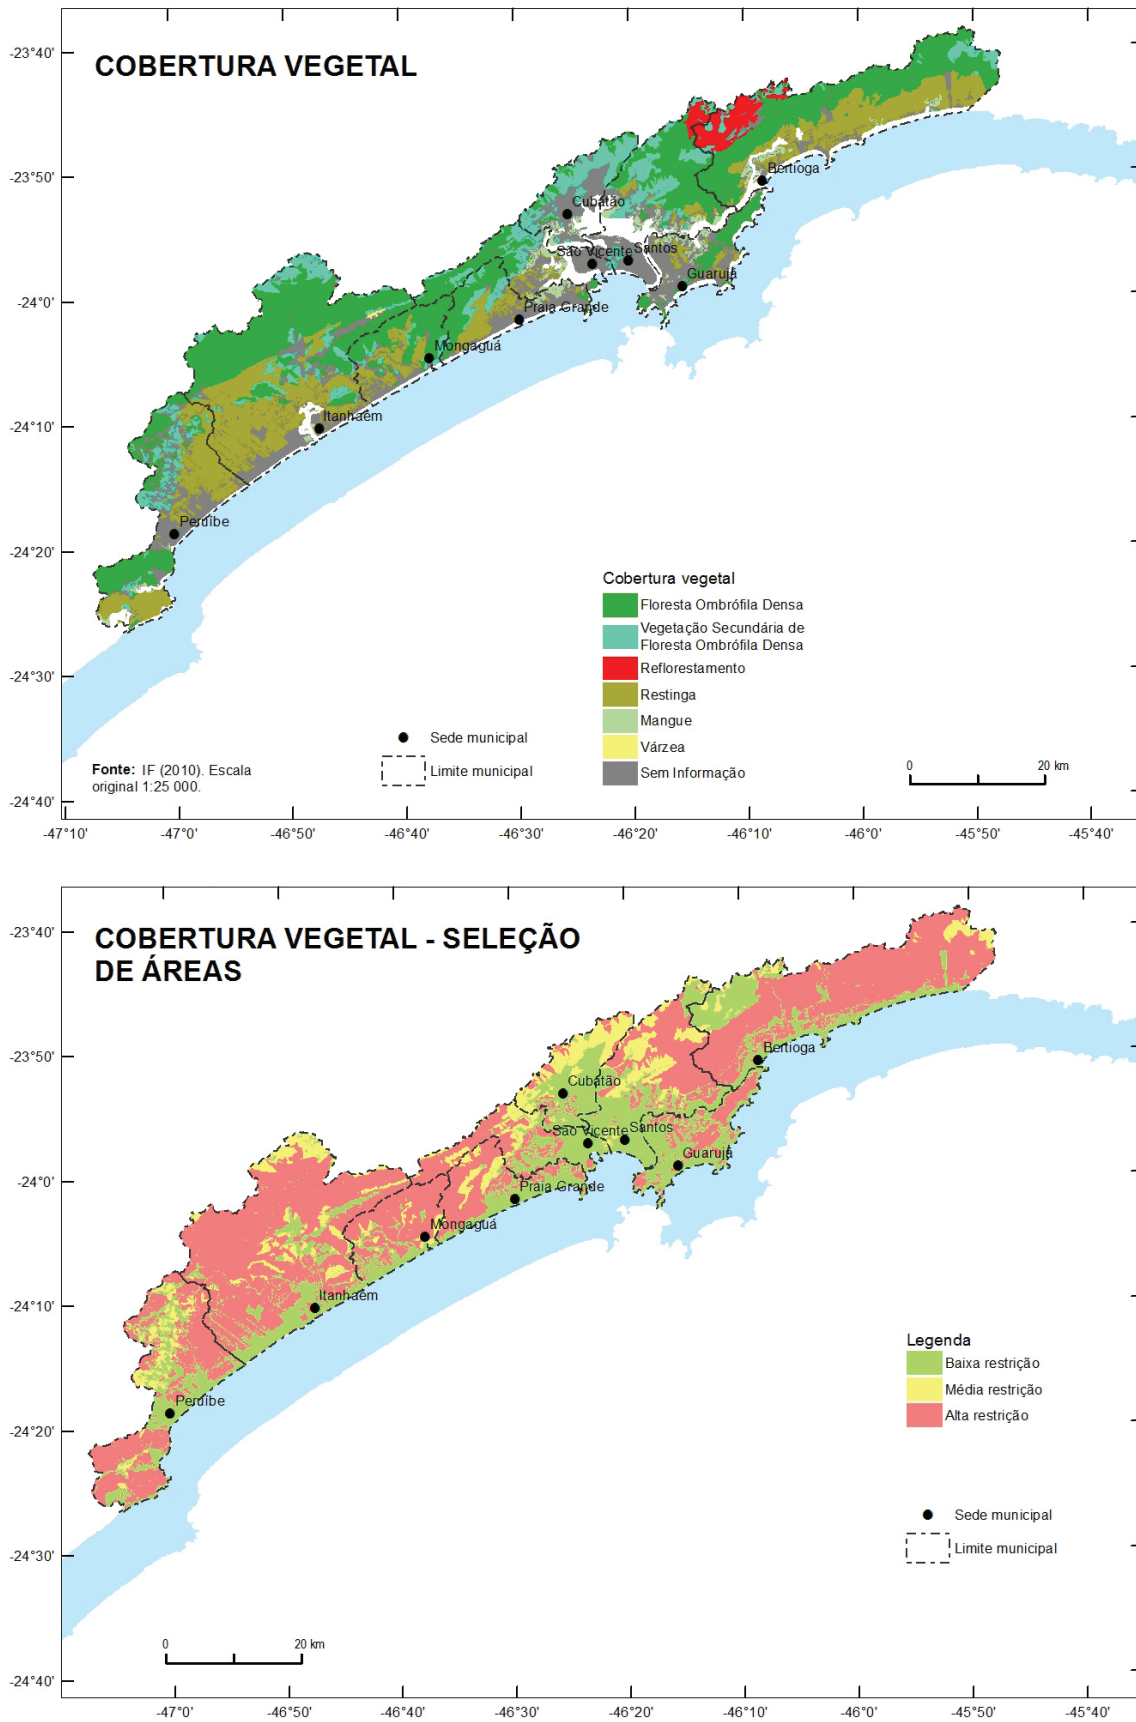 COBERTURA VEGETAL
-23°40'
-23°50'
-24°0'
-24°10'
-24°20'
-24°30'
-24°40'
Bertioga
Cubatão
São Vicente
Santos
Guarujá
Praia Grande
Mongaguá
Itanhaém
Peruíbe
Cobertura vegetal
Floresta Ombrófila Densa
Vegetação Secundária de
Floresta Ombrófila Densa
Reflorestamento
Restinga
Mangue
Várzea
Sem Informação
Sede municipal
Limite municipal
Fonte: IF (2010). Escala
original 1:25 000.
0 20 km
-47°10' -47°0' -46°50' -46°40' -46°30' -46°20' -46°10' -46°0' -45°50' -45°40'
COBERTURA VEGETAL - SELEÇÃO
DE ÁREAS
-23°40'
-23°50'
-24°0'
-24°10'
-24°20'
-24°30'
-24°40'
Bertioga
Cubatão
São Vicente
Santos
Guarujá
Praia Grande
Mongaguá
Itanhaém
Peruíbe
Legenda
Baixa restrição
Média restrição
Alta restrição
Sede municipal
Limite municipal
0 20 km
-47°0' -46°50' -46°40' -46°30' -46°20' -46°10' -46°0' -45°50' -45°40'